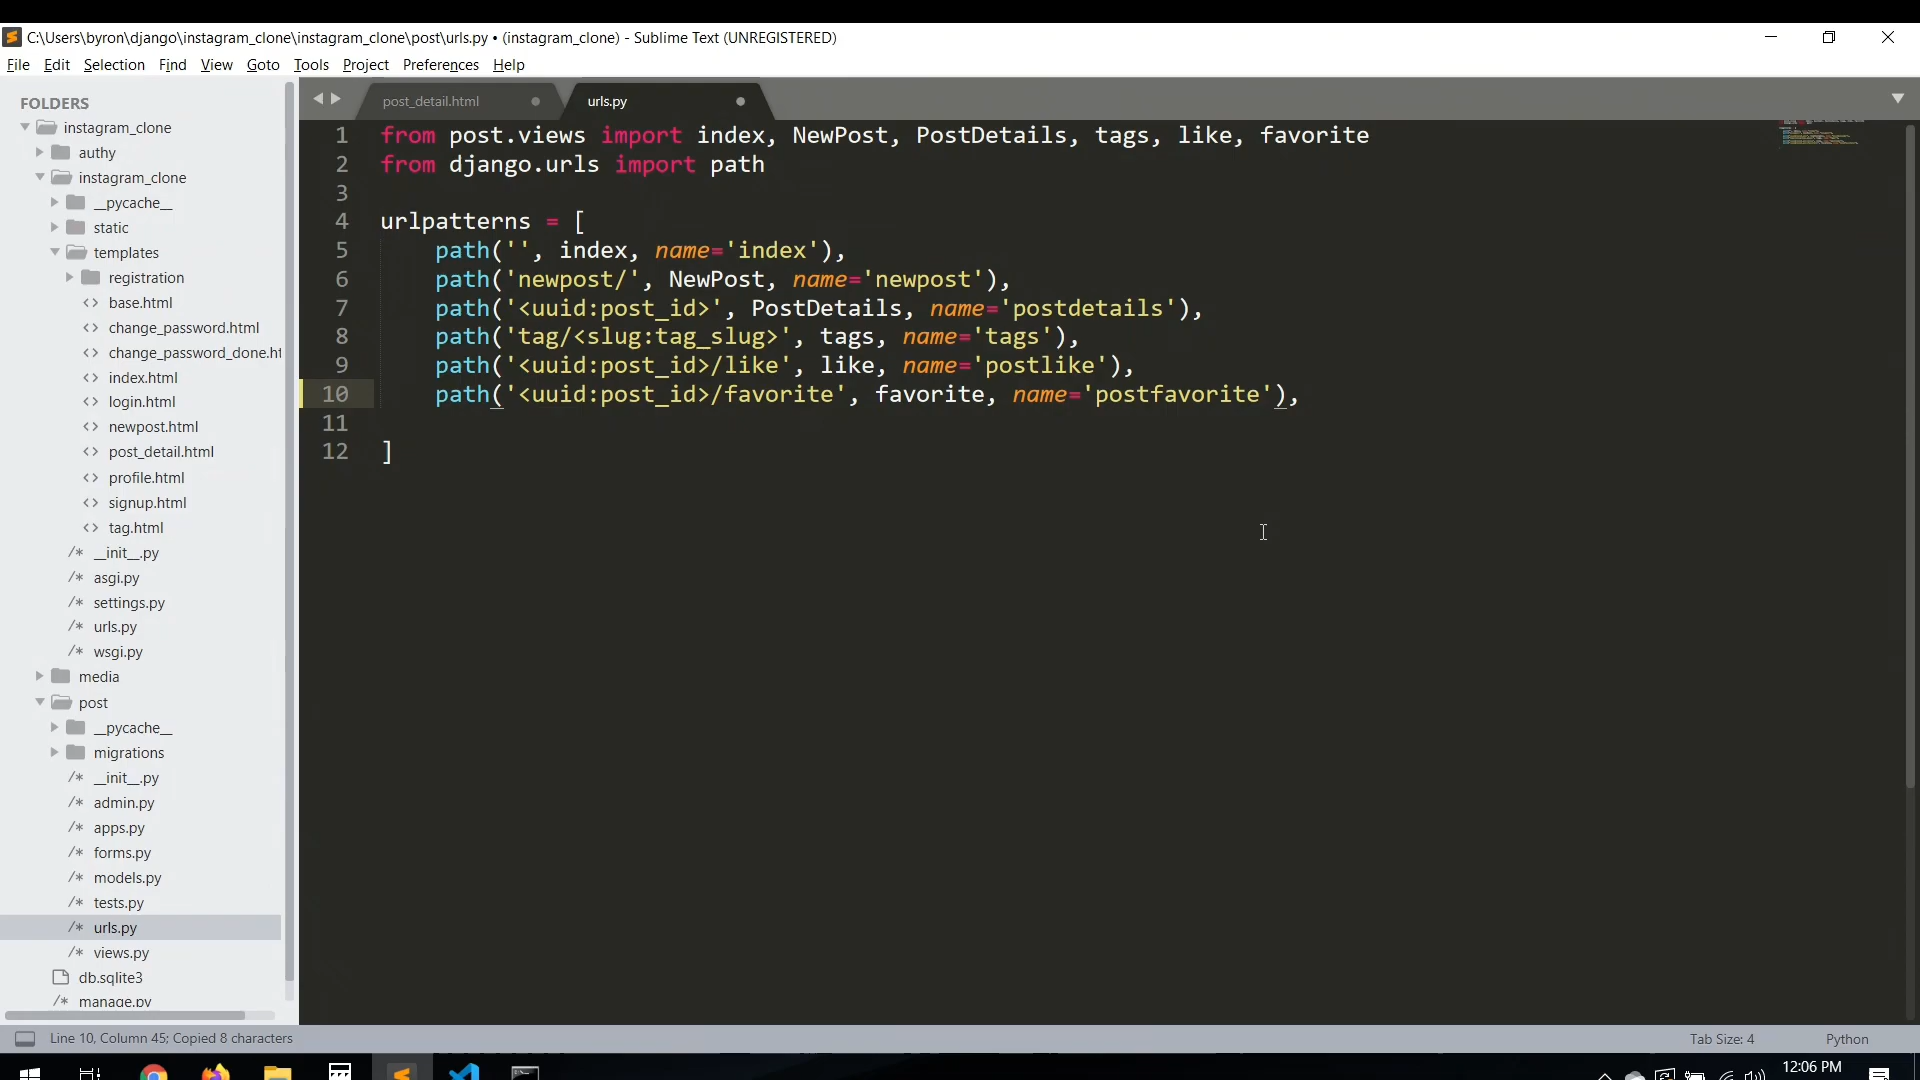 C:\Users\byron\django\instagram_clone\instagram_clone\post\urls.py • (instagram_clone) - Sublime Text (UNREGISTERED)
File Edit Selection Find View Goto Tools Project Preferences Help
FOLDERS
instagram_clone
authy
instagram_clone
__pycache__
static
templates
registration
<> base.html
<> change_password.html
<> change_password_done.ht
<> index.html
<> login.html
<> newpost.html
<> post_detail.html
<> profile.html
<> signup.html
<> tag.html
/* __init__.py
/* asgi.py
/* settings.py
/* urls.py
/* wsgi.py
media
post
__pycache__
migrations
/* __init__.py
/* admin.py
/* apps.py
/* forms.py
/* models.py
/* tests.py
/* urls.py
/* views.py
db.sqlite3
/* manage.py
post_detail.html
urls.py
1 from post.views import index, NewPost, PostDetails, tags, like, favorite
2 from django.urls import path
3
4 urlpatterns = [
5 path('', index, name='index'),
6 path('newpost/', NewPost, name='newpost'),
7 path('<uuid:post_id>', PostDetails, name='postdetails'),
8 path('tag/<slug:tag_slug>', tags, name='tags'),
9 path('<uuid:post_id>/like', like, name='postlike'),
10 path('<uuid:post_id>/favorite', favorite, name='postfavorite'),
11
12 ]
Line 10, Column 45; Copied 8 characters
Tab Size: 4
Python
12:06 PM